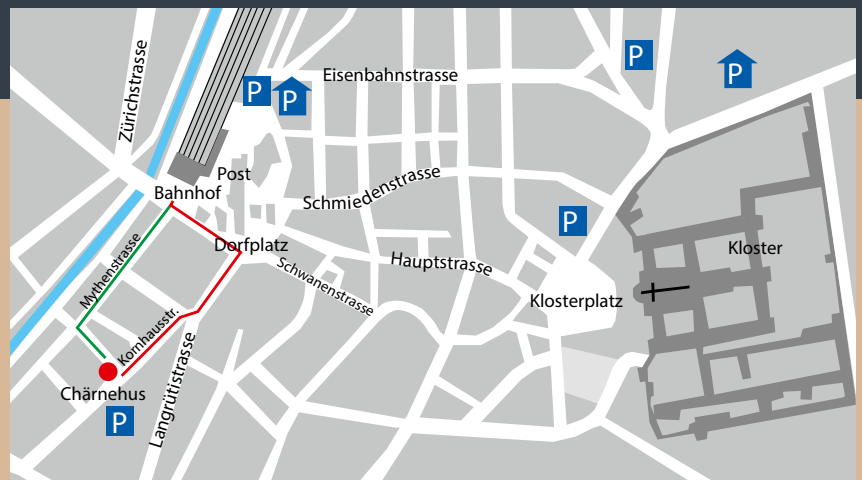 P
Zürichstrasse
Eisenbahnstrasse
P
P
P
Post
Bahnhof
Schmiedenstrasse
P
Dorfplatz
Hauptstrasse
Kloster
Mythenstrasse
Schwanenstrasse
Klosterplatz
Kornhausstr.
Langrütistrasse
Chärnehus
P